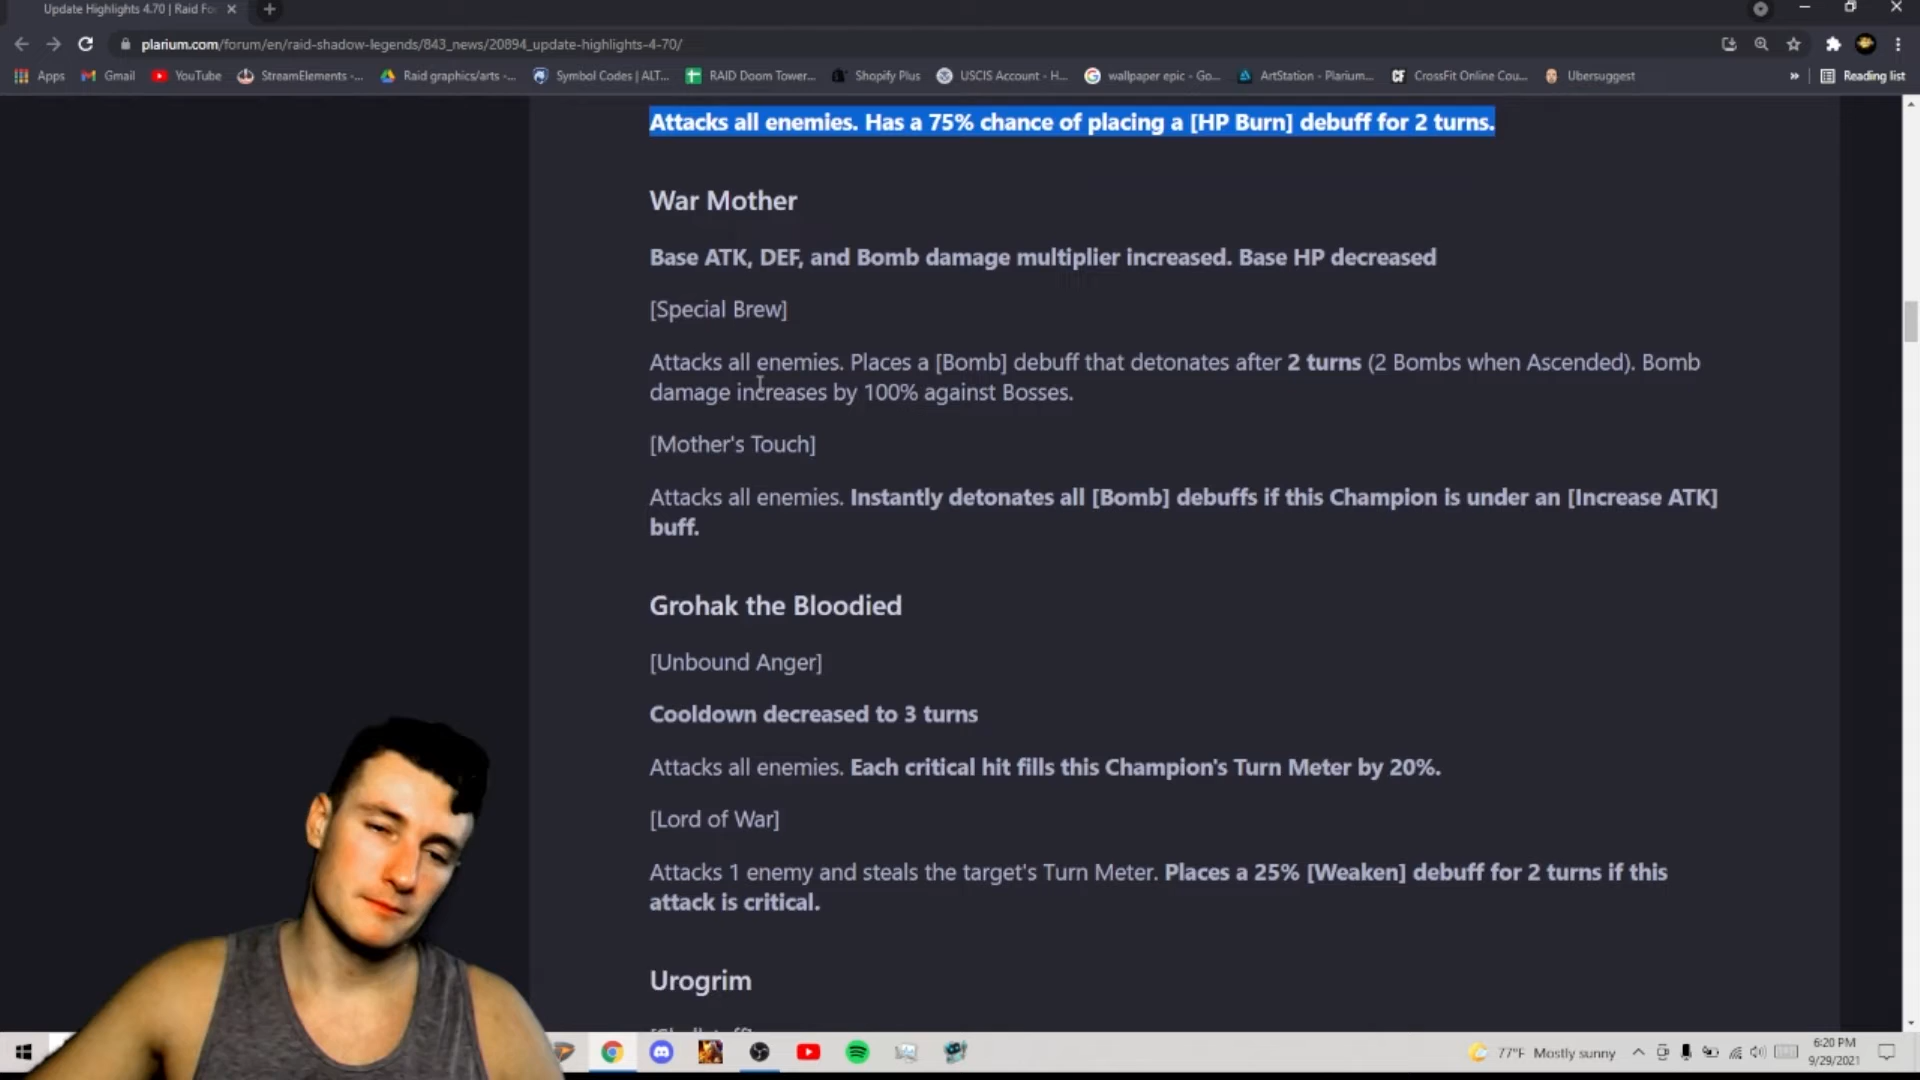 Update Highlights 4.70 | Raid Fo
plarium.com/forum/en/raid-shadow-legends/843_news/20894_update-highlights-4-70/
Apps Gmail YouTube StreamElements -... Raid graphics/arts -... Symbol Codes | ALT... RAID Doom Tower... Shopify Plus USCIS Account - H... wallpaper epic - Go... ArtStation - Plarium... CrossFit Online Cou... Ubersuggest » Reading list
Attacks all enemies. Has a 75% chance of placing a [HP Burn] debuff for 2 turns.
War Mother
Base ATK, DEF, and Bomb damage multiplier increased. Base HP decreased
[Special Brew]
Attacks all enemies. Places a [Bomb] debuff that detonates after 2 turns (2 Bombs when Ascended). Bomb
damage increases by 100% against Bosses.
[Mother's Touch]
Attacks all enemies. Instantly detonates all [Bomb] debuffs if this Champion is under an [Increase ATK]
buff.
Grohak the Bloodied
[Unbound Anger]
Cooldown decreased to 3 turns
Attacks all enemies. Each critical hit fills this Champion's Turn Meter by 20%.
[Lord of War]
Attacks 1 enemy and steals the target's Turn Meter. Places a 25% [Weaken] debuff for 2 turns if this
attack is critical.
Urogrim
77°F Mostly sunny
6:20 PM
9/29/2021